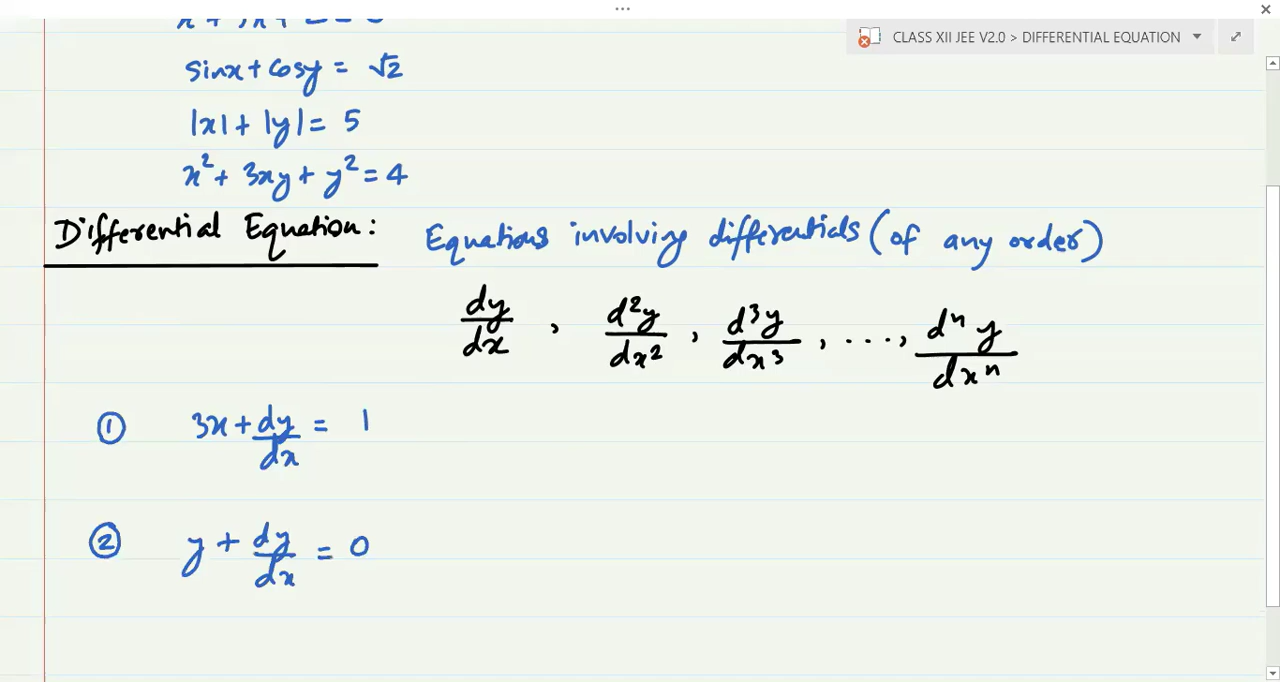 CLASS XII JEE V2.0 > DIFFERENTIAL EQUATION
sinx + cosy = √2
|x| + |y| = 5
x² + 3xy + y² = 4
Differential Equation: Equations involving differentials (of any order)
dy/dx, d²y/dx², d³y/dx³, ..., dⁿy/dxⁿ
① 3x + dy/dx = 1
② y + dy/dx = 0